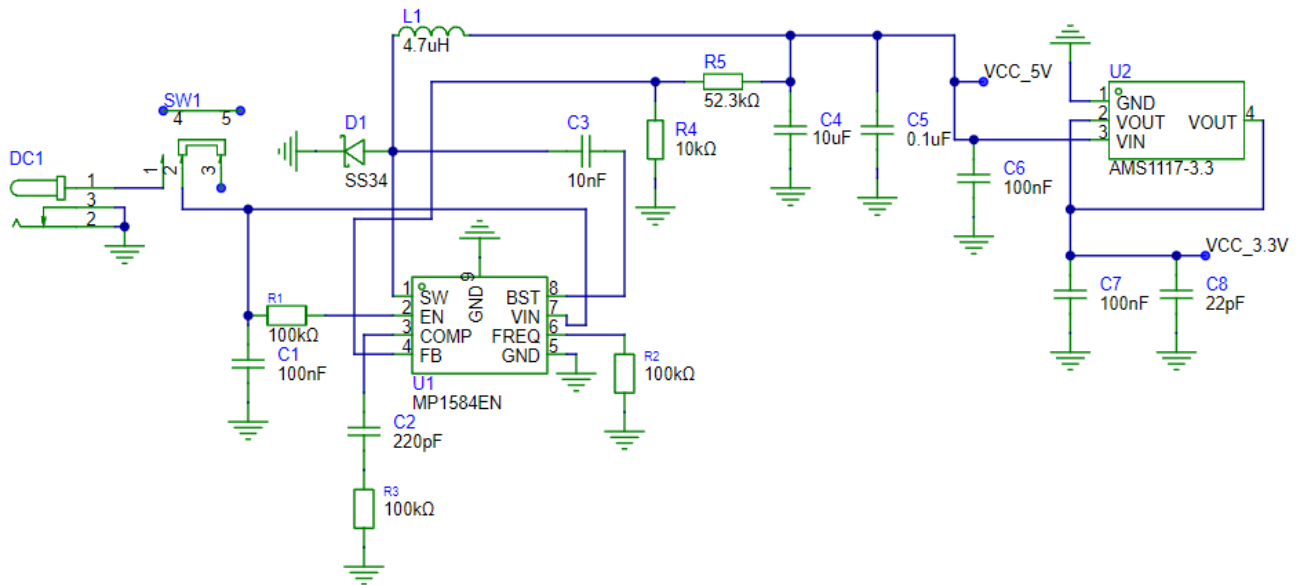 L1
4.7uH
R5
52.3kΩ
VCC_5V
U2
1 GND
2 VOUT
3 VIN
VOUT 4
AMS1117-3.3
SW1
4 5
1 2 3
DC1
1
3
2
D1
SS34
C3
10nF
R4
10kΩ
C4
10uF
C5
0.1uF
C6
100nF
VCC_3.3V
C7
100nF
C8
22pF
R1
100kΩ
C1
100nF
GND 9
1 SW
2 EN
3 COMP
4 FB
BST 8
VIN 7
FREQ 6
GND 5
U1
MP1584EN
R2
100kΩ
C2
220pF
R3
100kΩ